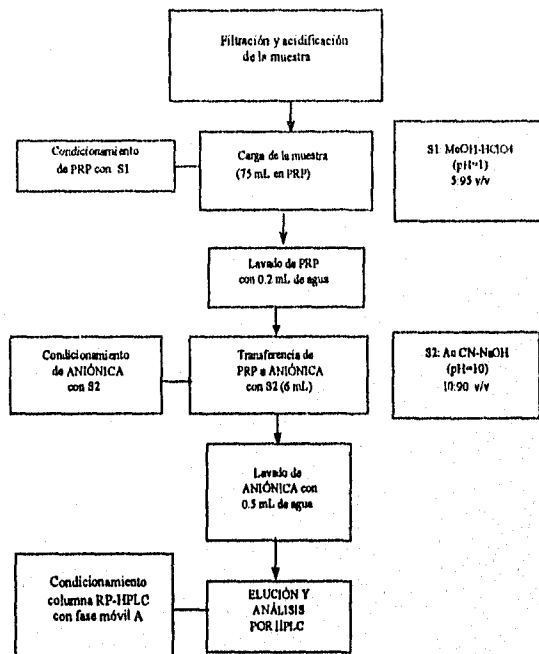 Filtración y acidificación
de la muestra
Condicionamiento
de PRP con S1
Carga de la muestra
(75 mL en PRP)
S1: MeOH-HClO4
(pH=1)
5:95 v/v
Lavado de PRP
con 0.2 mL de agua
Condicionamiento
de ANIÓNICA
con S2
Transferencia de
PRP a ANIÓNICA
con S2 (6 mL)
S2: Ac CN-NaOH
(pH=10)
10:90 v/v
Lavado de
ANIÓNICA con
0.5 mL de agua
Condicionamiento
columna RP-HPLC
con fase móvil A
ELUCIÓN Y
ANÁLISIS
POR HPLC